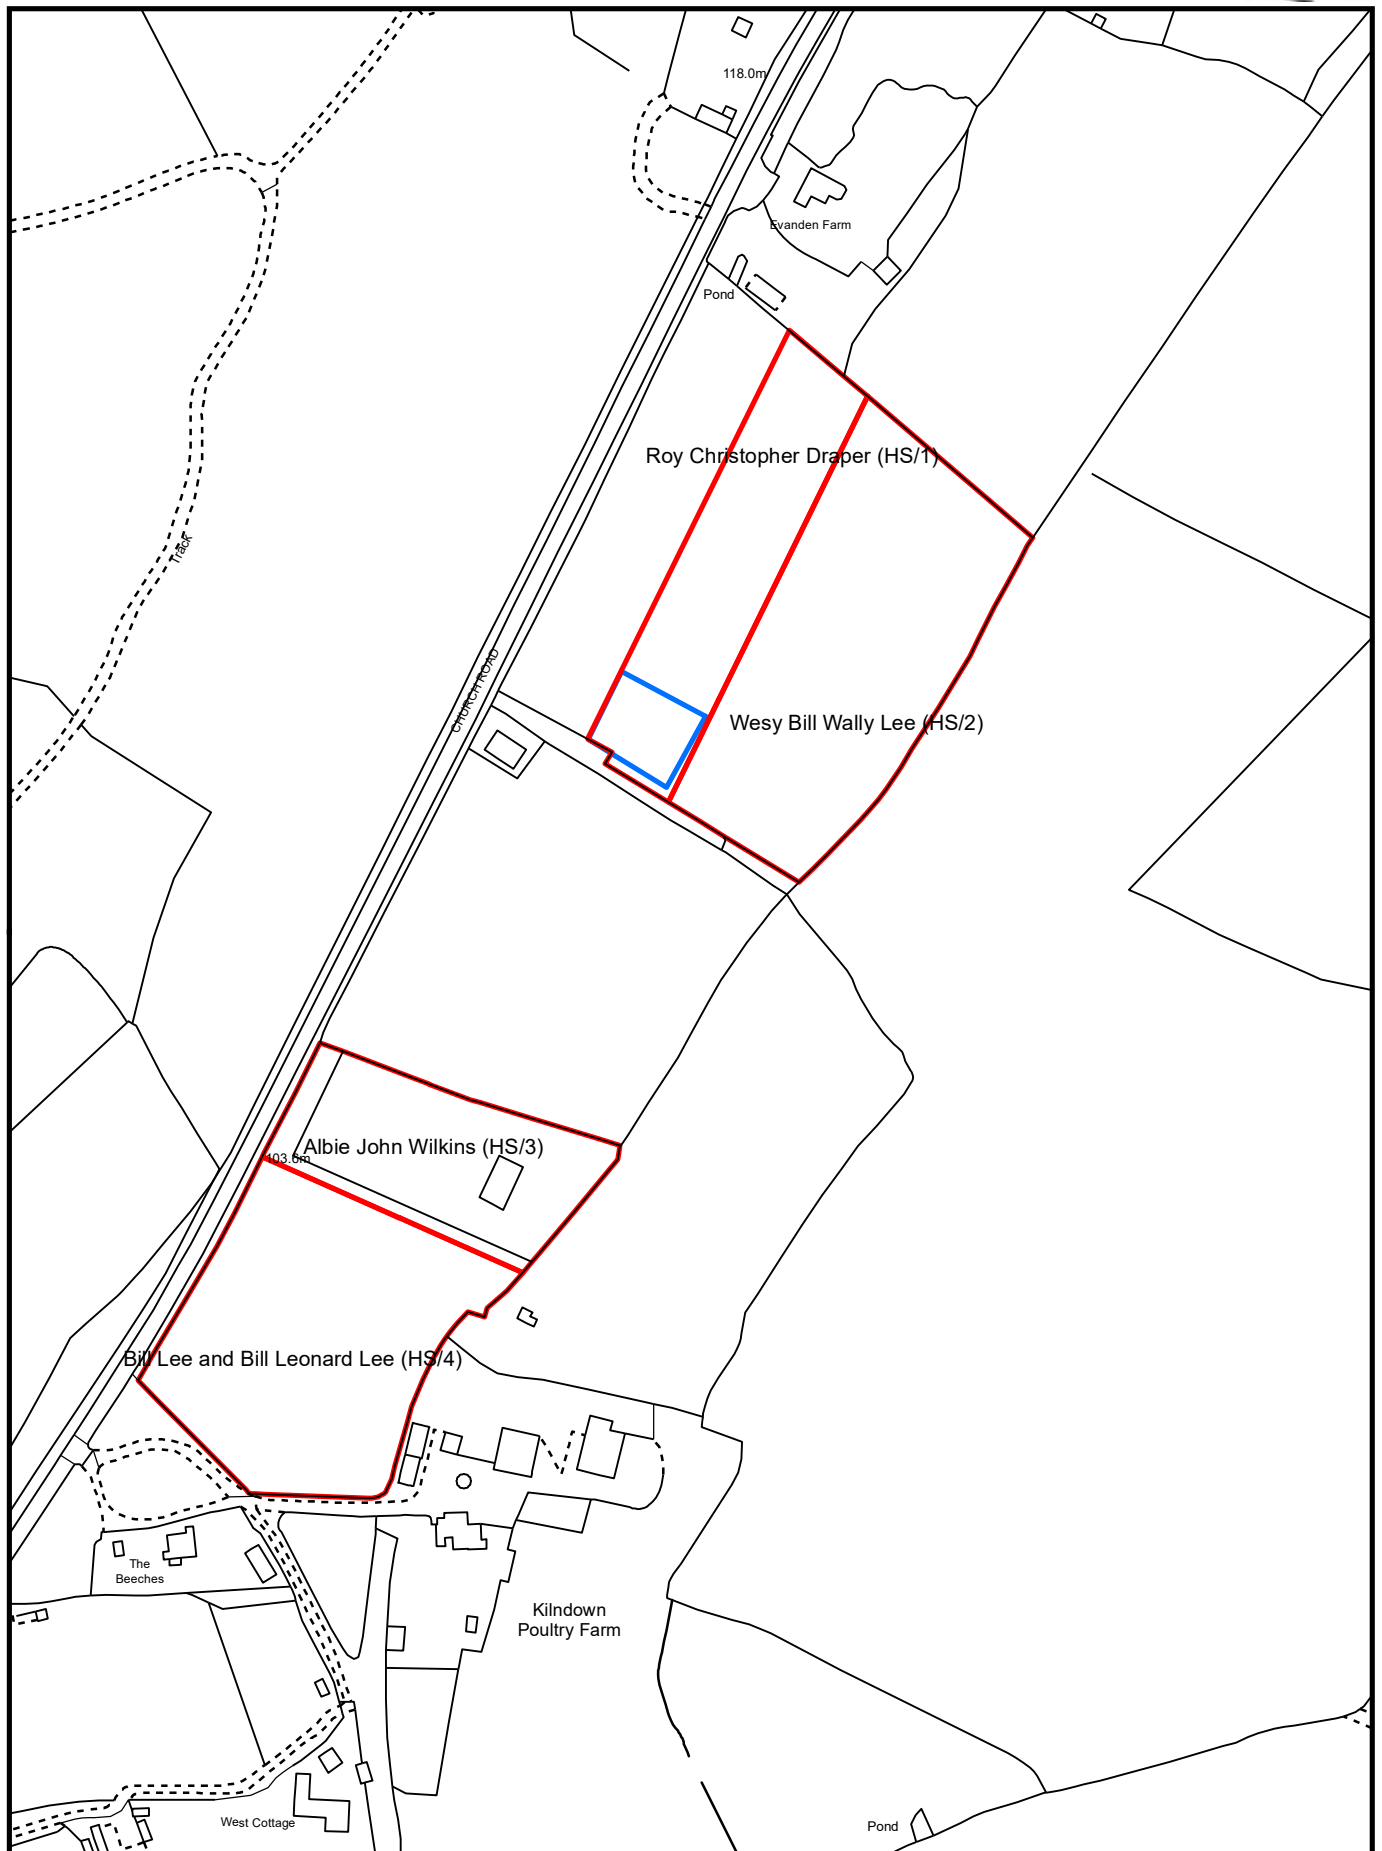 118.0m
Evanden Farm
Pond
Roy Christopher Draper (HS/1)
Track
CHURCH ROAD
Wesy Bill Wally Lee (HS/2)
Albie John Wilkins (HS/3)
103.6m
Bill Lee and Bill Leonard Lee (HS/4)
The
Beeches
Kilndown
Poultry Farm
West Cottage
Pond